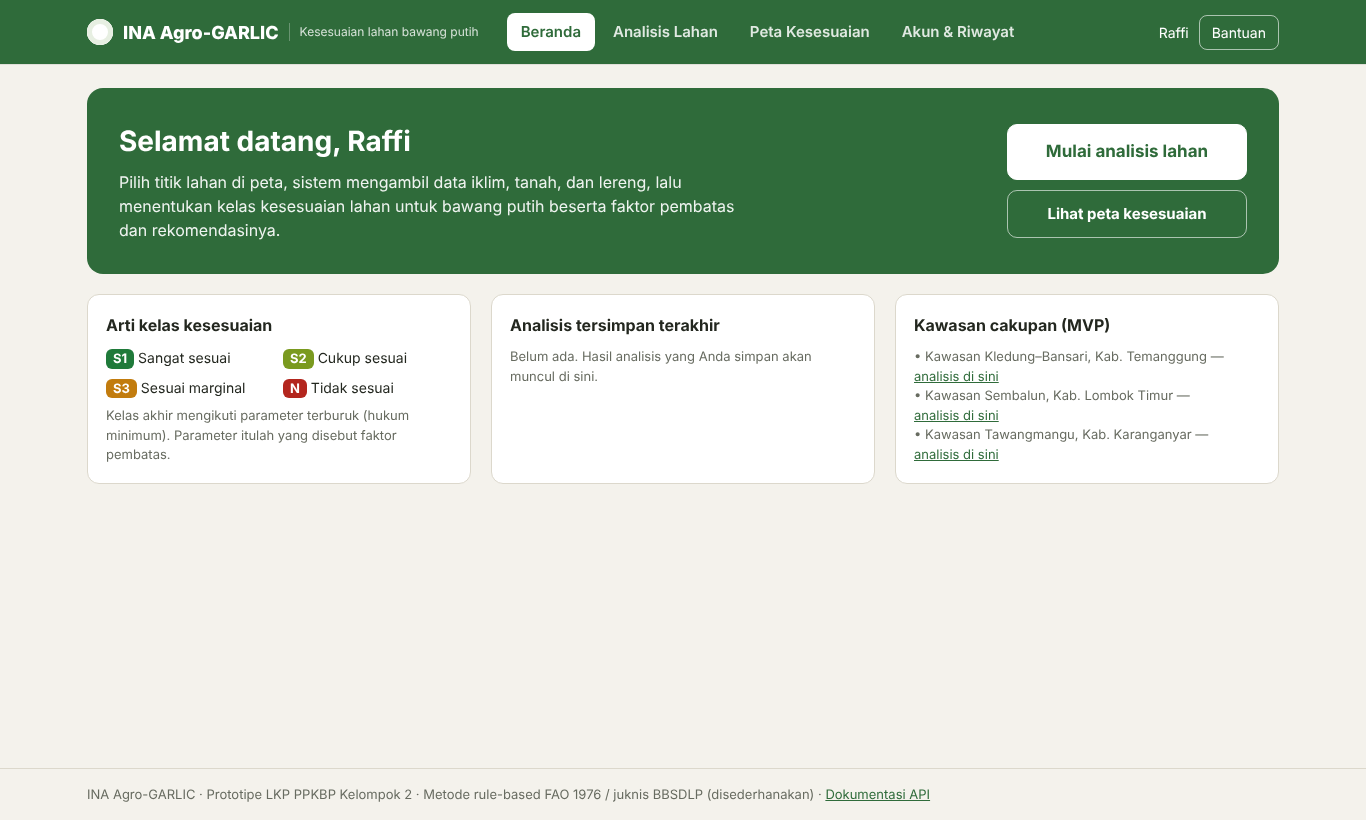 INA Agro-GARLIC
Kesesuaian lahan bawang putih
Beranda
Analisis Lahan
Peta Kesesuaian
Akun & Riwayat
Raffi
Bantuan
Selamat datang, Raffi
Pilih titik lahan di peta, sistem mengambil data iklim, tanah, dan lereng, lalu
menentukan kelas kesesuaian lahan untuk bawang putih beserta faktor pembatas
dan rekomendasinya.
Mulai analisis lahan
Lihat peta kesesuaian
Arti kelas kesesuaian
S1 Sangat sesuai
S2 Cukup sesuai
S3 Sesuai marginal
N Tidak sesuai
Kelas akhir mengikuti parameter terburuk (hukum
minimum). Parameter itulah yang disebut faktor
pembatas.
Analisis tersimpan terakhir
Belum ada. Hasil analisis yang Anda simpan akan
muncul di sini.
Kawasan cakupan (MVP)
• Kawasan Kledung–Bansari, Kab. Temanggung —
analisis di sini
• Kawasan Sembalun, Kab. Lombok Timur —
analisis di sini
• Kawasan Tawangmangu, Kab. Karanganyar —
analisis di sini
INA Agro-GARLIC · Prototipe LKP PPKBP Kelompok 2 · Metode rule-based FAO 1976 / juknis BBSDLP (disederhanakan) · Dokumentasi API